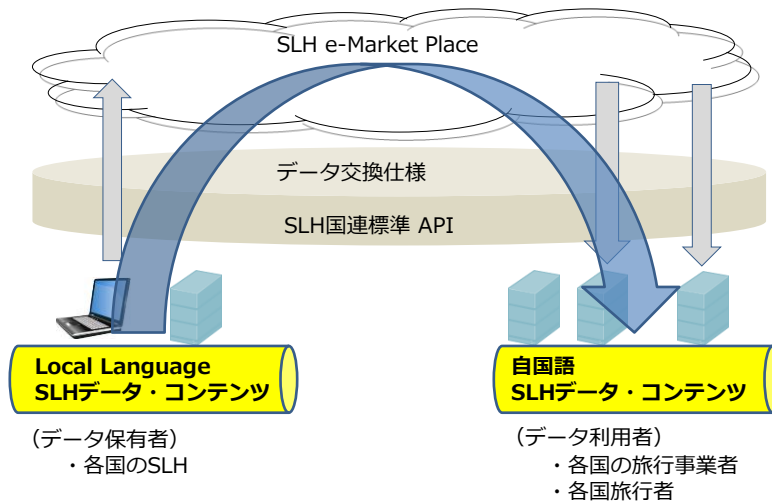 SLH e-Market Place
データ交換仕様
SLH国連標準 API
Local Language
SLHデータ・コンテンツ
（データ保有者）
・各国のSLH
自国語
SLHデータ・コンテンツ
（データ利用者）
・各国の旅行事業者
・各国旅行者